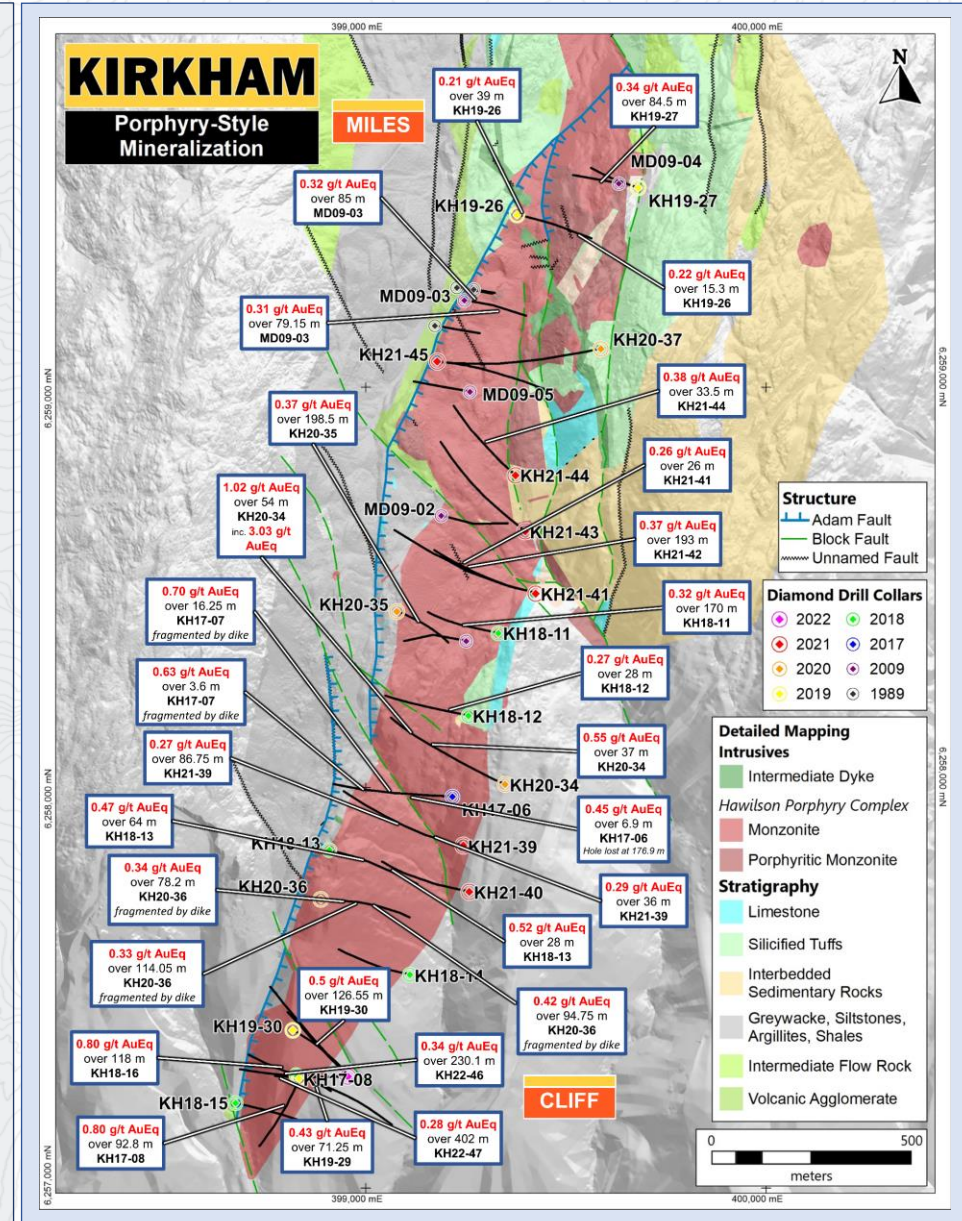 399,000 mE
400,000 mE
KIRKHAM
Porphyry-Style
Mineralization
MILES
N
0.21 g/t AuEq
over 39 m
KH19-26
0.34 g/t AuEq
over 84.5 m
KH19-27
MD09-04
KH19-27
KH19-26
0.32 g/t AuEq
over 85 m
MD09-03
0.22 g/t AuEq
over 15.3 m
KH19-26
MD09-03
0.31 g/t AuEq
over 79.15 m
MD09-03
KH20-37
KH21-45
6,259,000 mN
6,259,000 mN
MD09-05
0.38 g/t AuEq
over 33.5 m
KH21-44
0.37 g/t AuEq
over 198.5 m
KH20-35
0.26 g/t AuEq
over 26 m
KH21-41
KH21-44
1.02 g/t AuEq
over 54 m
KH20-34
inc. 3.03 g/t
AuEq
MD09-02
KH21-43
0.37 g/t AuEq
over 193 m
KH21-42
Structure
Adam Fault
Block Fault
Unnamed Fault
0.70 g/t AuEq
over 16.25 m
KH17-07
fragmented by dike
KH20-35
KH21-41
0.32 g/t AuEq
over 170 m
KH18-11
KH18-11
Diamond Drill Collars
2022
2018
2021
2017
2020
2009
2019
1989
0.63 g/t AuEq
over 3.6 m
KH17-07
fragmented by dike
0.27 g/t AuEq
over 28 m
KH18-12
KH18-12
0.55 g/t AuEq
over 37 m
KH20-34
0.27 g/t AuEq
over 86.75 m
KH21-39
KH20-34
6,258,000 mN
6,258,000 mN
KH17-06
0.45 g/t AuEq
over 6.9 m
KH17-06
Hole lost at 176.9 m
0.47 g/t AuEq
over 64 m
KH18-13
KH18-13
KH21-39
0.34 g/t AuEq
over 78.2 m
KH20-36
fragmented by dike
KH20-36
KH21-40
0.29 g/t AuEq
over 36 m
KH21-39
0.52 g/t AuEq
over 28 m
KH18-13
0.33 g/t AuEq
over 114.05 m
KH20-36
fragmented by dike
KH18-14
0.5 g/t AuEq
over 126.55 m
KH19-30
0.42 g/t AuEq
over 94.75 m
KH20-36
fragmented by dike
KH19-30
0.80 g/t AuEq
over 118 m
KH18-16
0.34 g/t AuEq
over 230.1 m
KH22-46
KH17-08
KH18-15
CLIFF
0.80 g/t AuEq
over 92.8 m
KH17-08
0.43 g/t AuEq
over 71.25 m
KH19-29
0.28 g/t AuEq
over 402 m
KH22-47
Detailed Mapping
Intrusives
Intermediate Dyke
Hawilson Porphyry Complex
Monzonite
Porphyritic Monzonite
Stratigraphy
Limestone
Silicified Tuffs
Interbedded
Sedimentary Rocks
Greywacke, Siltstones,
Argillites, Shales
Intermediate Flow Rock
Volcanic Agglomerate
0
500
meters
6,257,000 mN
399,000 mE
400,000 mE